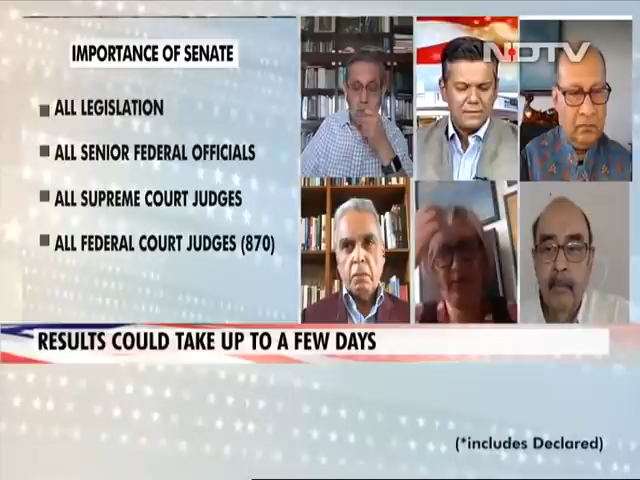 IMPORTANCE OF SENATE
NDTV
ALL LEGISLATION
ALL SENIOR FEDERAL OFFICIALS
ALL SUPREME COURT JUDGES
ALL FEDERAL COURT JUDGES (870)
RESULTS COULD TAKE UP TO A FEW DAYS
(*includes Declared)